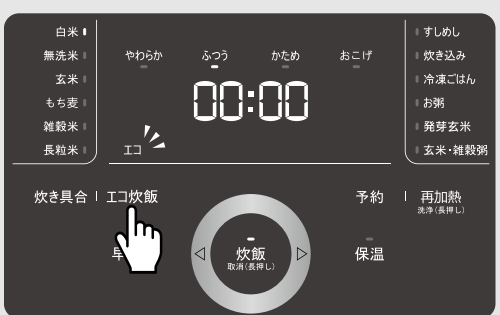 白米
無洗米
玄米
もち麦
雑穀米
長粒米
やわらか ふつう かため おこげ
00:00
エコ
すしめし
炊き込み
冷凍ごはん
お粥
発芽玄米
玄米・雑穀粥
炊き具合 エコ炊飯
予約 再加熱
洗浄(長押し)
早
炊飯
取消(長押し)
保温